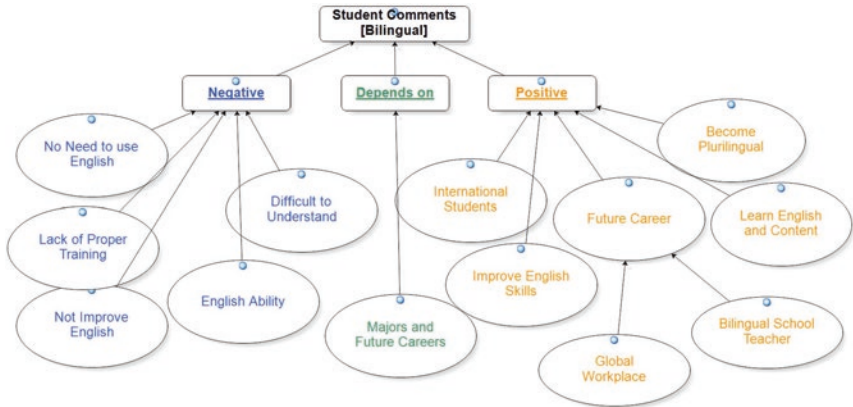 Student Comments
[Bilingual]
Negative
Depends on
Positive
No Need to use
English
Become
Plurilingual
Difficult to
Understand
International
Students
Future Career
Learn English
and Content
Lack of Proper
Training
Improve English
Skills
English Ability
Not Improve
English
Majors and
Future Careers
Bilingual School
Teacher
Global
Workplace